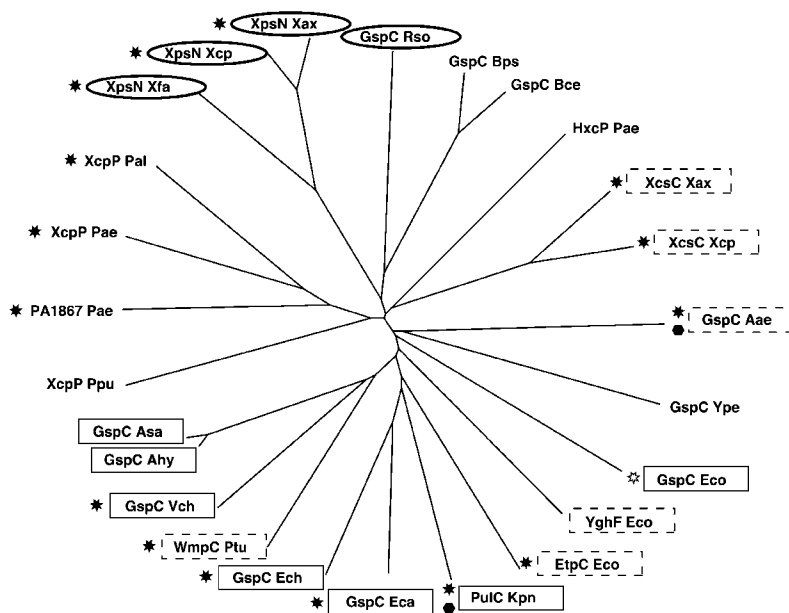 XpsN Xax
GspC Rso
XpsN Xcp
GspC Bps
XpsN Xfa
GspC Bce
HxcP Pae
XcpP Pal
XcsC Xax
XcpP Pae
XcsC Xcp
PA1867 Pae
GspC Aae
XcpP Ppu
GspC Ype
GspC Asa
GspC Ahy
GspC Eco
GspC Vch
YghF Eco
WmpC Ptu
EtpC Eco
GspC Ech
PulC Kpn
GspC Eca